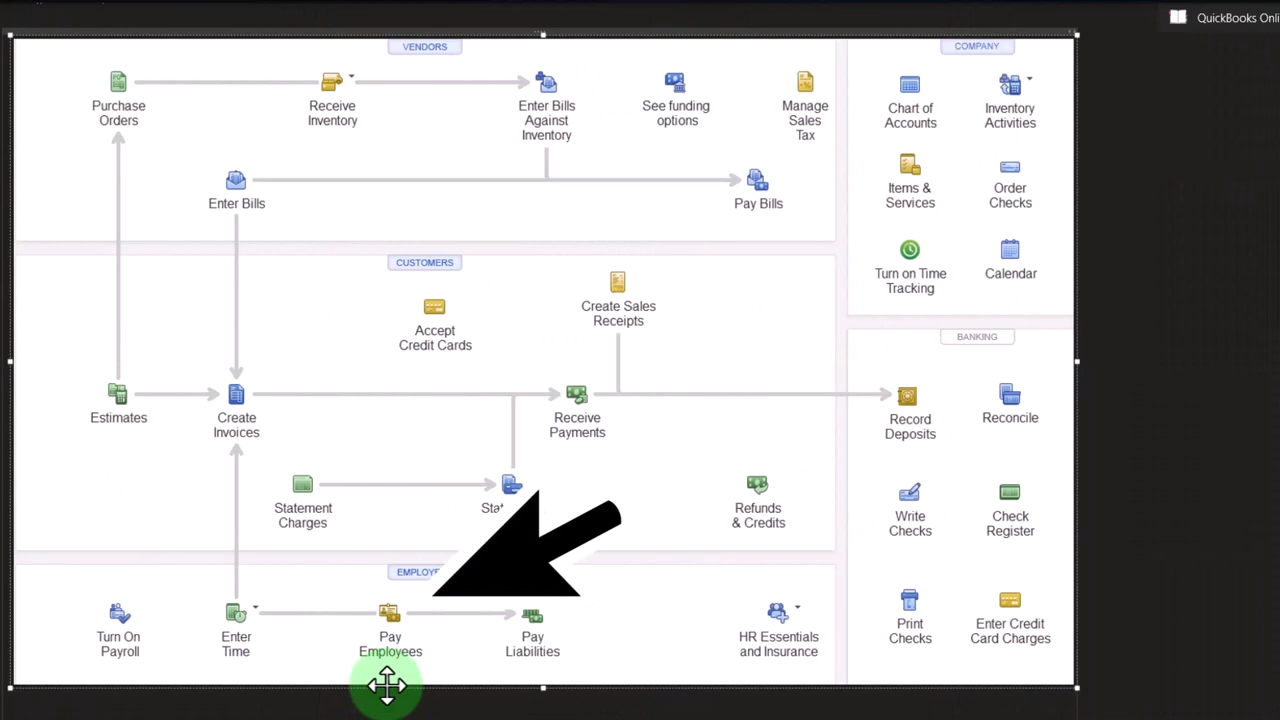 QuickBooks Onli
VENDORS
COMPANY
Purchase
Orders
Receive
Inventory
Enter Bills
Against
Inventory
See funding
options
Manage
Sales
Tax
Chart of
Accounts
Inventory
Activities
Enter Bills
Pay Bills
Items &
Services
Order
Checks
CUSTOMERS
Turn on Time
Tracking
Calendar
Accept
Credit Cards
Create Sales
Receipts
BANKING
Estimates
Create
Invoices
Receive
Payments
Record
Deposits
Reconcile
Statement
Charges
Refunds
& Credits
Write
Checks
Check
Register
Turn On
Payroll
Enter
Time
Pay
Employees
Pay
Liabilities
HR Essentials
and Insurance
Print
Checks
Enter Credit
Card Charges